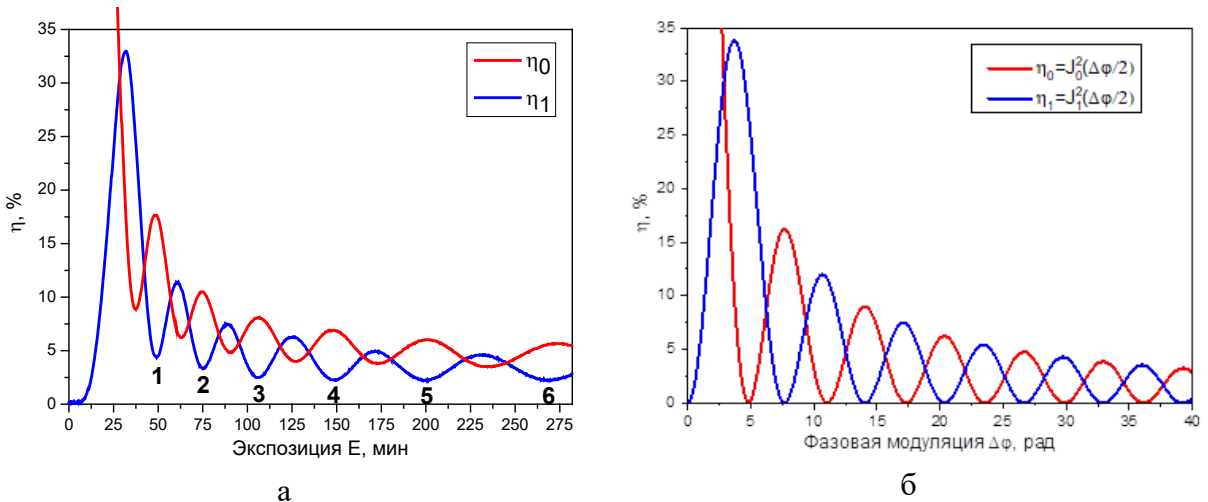 35
30
25
20
15
10
5
0
η, %
η₀
η₁
1
2
3
4
5
6
0 25 50 75 100 125 150 175 200 225 250 275
Экспозиция E, мин
а
35
30
25
20
15
10
5
0
η, %
η₀=J₀²(Δφ/2)
η₁=J₁²(Δφ/2)
0 5 10 15 20 25 30 35 40
Фазовая модуляция Δφ, рад
б